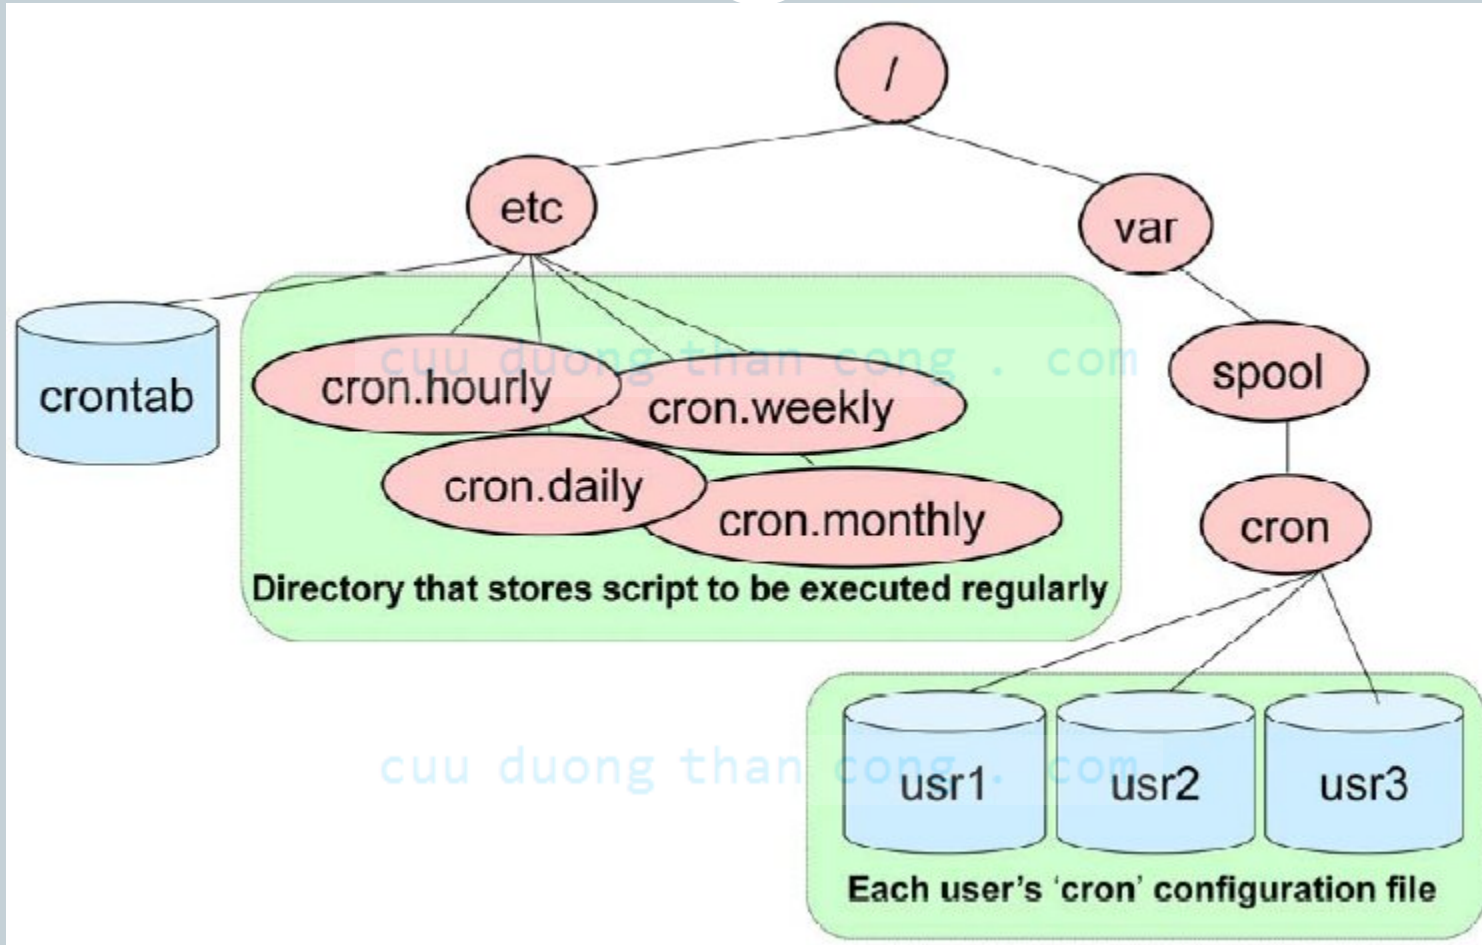 /
etc
var
crontab
cuu duong than cong . com
cron.hourly
cron.weekly
spool
cron.daily
cron.monthly
cron
Directory that stores script to be executed regularly
cuu duong than cong . com
usr1
usr2
usr3
Each user's 'cron' configuration file